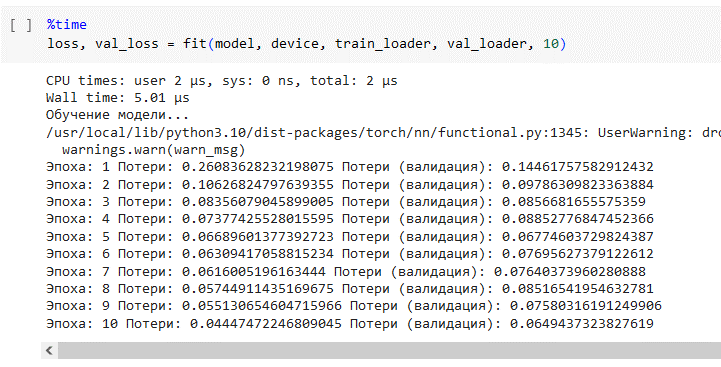 [ ] %time
loss, val_loss = fit(model, device, train_loader, val_loader, 10)
CPU times: user 2 µs, sys: 0 ns, total: 2 µs
Wall time: 5.01 µs
Обучение модели...
/usr/local/lib/python3.10/dist-packages/torch/nn/functional.py:1345: UserWarning: dro
warnings.warn(warn_msg)
Эпоха: 1 Потери: 0.26083628232198075 Потери (валидация): 0.14461757582912432
Эпоха: 2 Потери: 0.10626824797639355 Потери (валидация): 0.09786309823363884
Эпоха: 3 Потери: 0.08356079045899005 Потери (валидация): 0.0856681655575359
Эпоха: 4 Потери: 0.07377425528015595 Потери (валидация): 0.08852776847452366
Эпоха: 5 Потери: 0.06689601377392723 Потери (валидация): 0.06774603729824387
Эпоха: 6 Потери: 0.06309417058815234 Потери (валидация): 0.07695627379122612
Эпоха: 7 Потери: 0.0616005196163444 Потери (валидация): 0.07640373960280888
Эпоха: 8 Потери: 0.05744911435169675 Потери (валидация): 0.08516541954632781
Эпоха: 9 Потери: 0.055130654604715966 Потери (валидация): 0.07580316191249906
Эпоха: 10 Потери: 0.04447472246809045 Потери (валидация): 0.0649437323827619